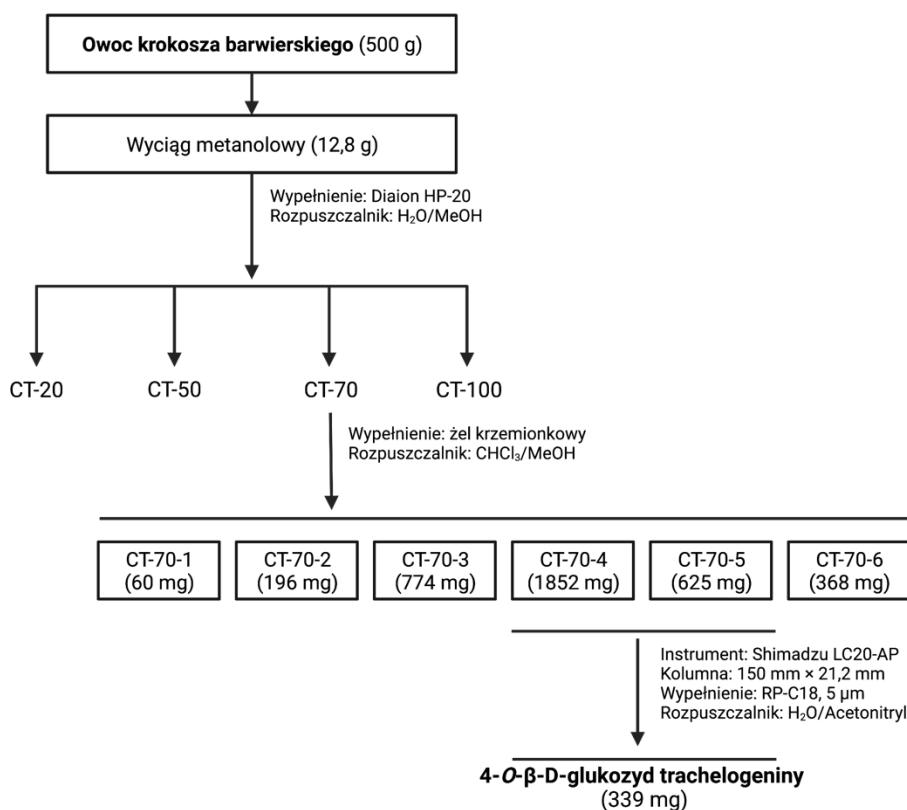 Owoc krokosza barwierskiego (500 g)
Wyciąg metanolowy (12,8 g)
Wypełnienie: Diaion HP-20
Rozpuszczalnik: H₂O/MeOH
CT-20
CT-50
CT-70
CT-100
Wypełnienie: żel krzemionkowy
Rozpuszczalnik: CHCl₃/MeOH
CT-70-1
(60 mg)
CT-70-2
(196 mg)
CT-70-3
(774 mg)
CT-70-4
(1852 mg)
CT-70-5
(625 mg)
CT-70-6
(368 mg)
Instrument: Shimadzu LC20-AP
Kolumna: 150 mm × 21,2 mm
Wypełnienie: RP-C18, 5 μm
Rozpuszczalnik: H₂O/Acetonitryl
4-O-β-D-glukozyd trachelogeniny
(339 mg)